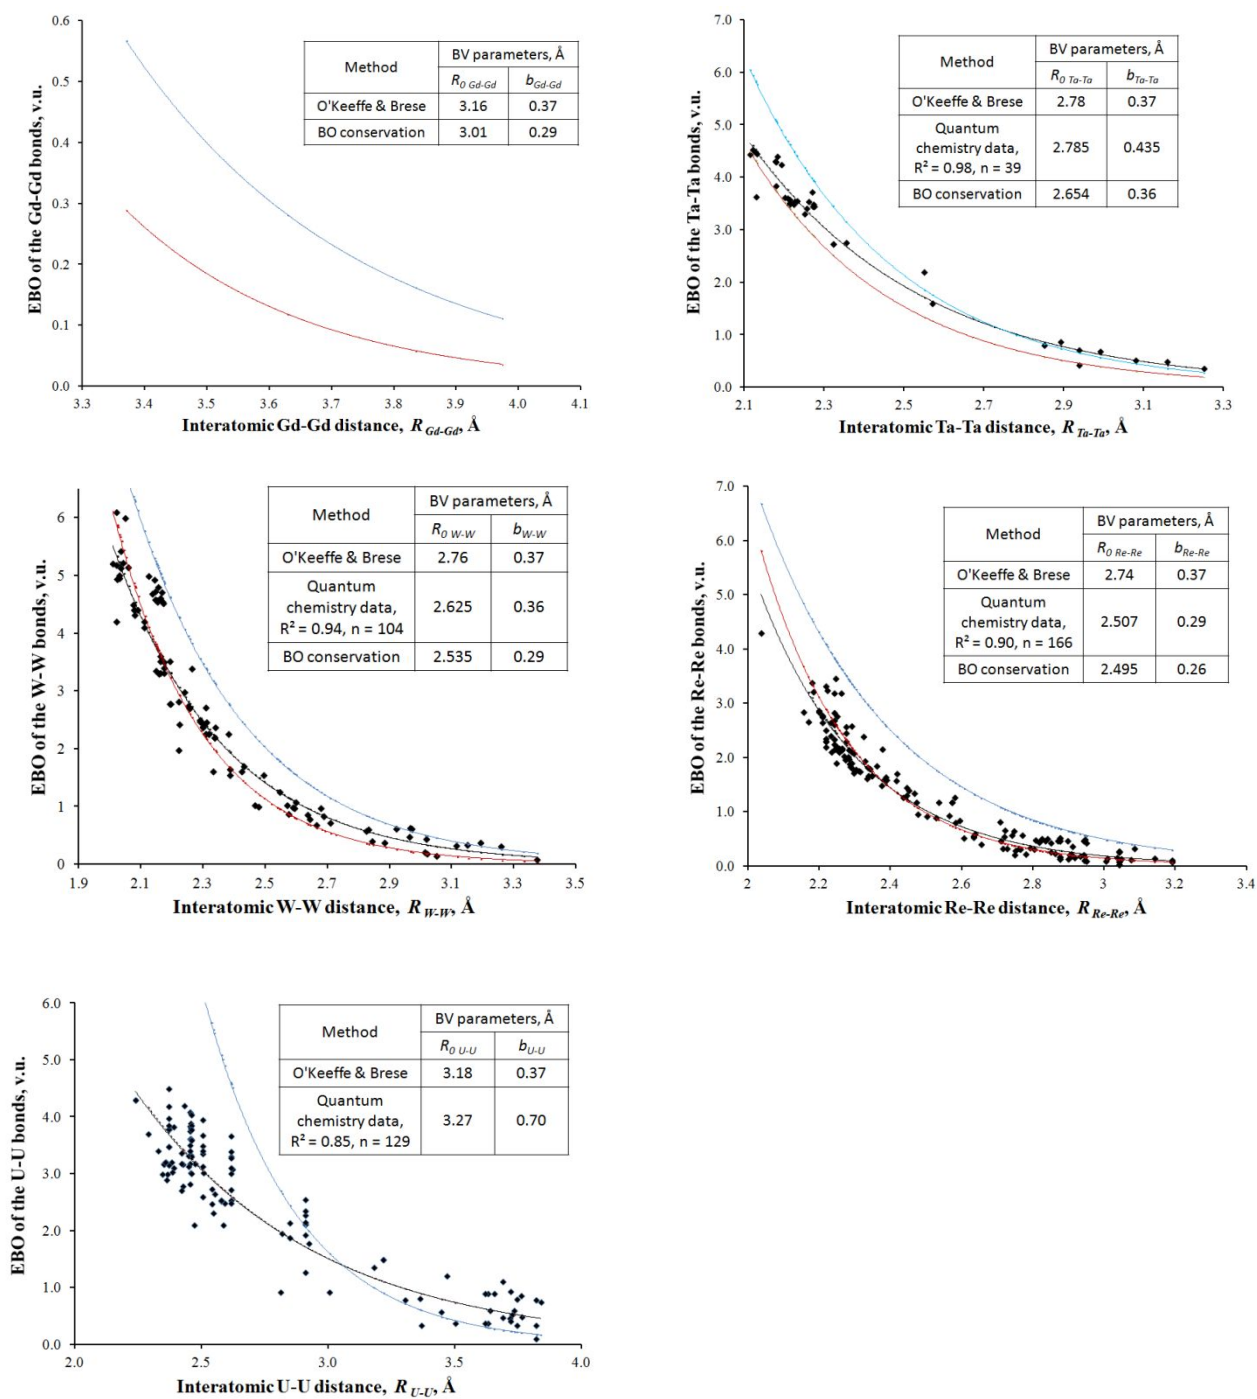 EBO of the Gd-Gd bonds, v.u.
0.6
0.5
0.4
0.3
0.2
0.1
0.0
3.3 3.4 3.5 3.6 3.7 3.8 3.9 4.0 4.1
Interatomic Gd-Gd distance, R Gd-Gd, Å
Method BV parameters, Å
R0 Gd-Gd bGd-Gd
O'Keeffe & Brese 3.16 0.37
BO conservation 3.01 0.29
EBO of the Ta-Ta bonds, v.u.
7.0
6.0
5.0
4.0
3.0
2.0
1.0
0.0
2.1 2.3 2.5 2.7 2.9 3.1 3.3
Interatomic Ta-Ta distance, R Ta-Ta, Å
Method BV parameters, Å
R0 Ta-Ta bTa-Ta
O'Keeffe & Brese 2.78 0.37
Quantum
chemistry data, 2.785 0.435
R² = 0.98, n = 39
BO conservation 2.654 0.36
EBO of the W-W bonds, v.u.
6
5
4
3
2
1
0
1.9 2.1 2.3 2.5 2.7 2.9 3.1 3.3 3.5
Interatomic W-W distance, R W-W, Å
Method BV parameters, Å
R0 W-W bW-W
O'Keeffe & Brese 2.76 0.37
Quantum
chemistry data, 2.625 0.36
R² = 0.94, n = 104
BO conservation 2.535 0.29
EBO of the Re-Re bonds, v.u.
7.0
6.0
5.0
4.0
3.0
2.0
1.0
0.0
2 2.2 2.4 2.6 2.8 3 3.2 3.4
Interatomic Re-Re distance, R Re-Re, Å
Method BV parameters, Å
R0 Re-Re bRe-Re
O'Keeffe & Brese 2.74 0.37
Quantum
chemistry data, 2.507 0.29
R² = 0.90, n = 166
BO conservation 2.495 0.26
EBO of the U-U bonds, v.u.
6.0
5.0
4.0
3.0
2.0
1.0
0.0
2.0 2.5 3.0 3.5 4.0
Interatomic U-U distance, R U-U, Å
Method BV parameters, Å
R0 U-U bU-U
O'Keeffe & Brese 3.18 0.37
Quantum
chemistry data, 3.27 0.70
R² = 0.85, n = 129